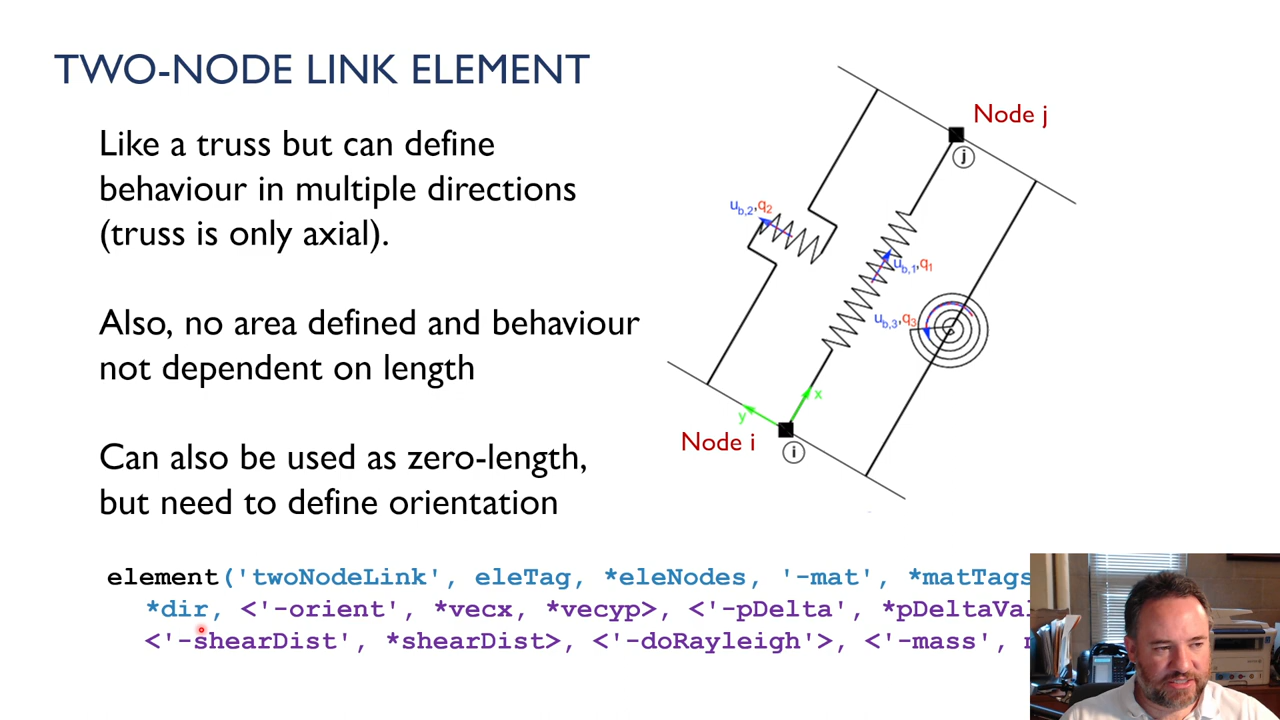 TWO-NODE LINK ELEMENT
Like a truss but can define
behaviour in multiple directions
(truss is only axial).
Also, no area defined and behaviour
not dependent on length
Can also be used as zero-length,
but need to define orientation
Node j
j
u_b,2,q2
u_b,1,q1
u_b,3,q3
x
y
Node i
i
element('twoNodeLink', eleTag, *eleNodes, '-mat', *matTags
*dir, <'-orient', *vecx, *vecyp>, <'-pDelta', *pDeltaVal
<'-shearDist', *shearDist>, <'-doRayleigh'>, <'-mass',